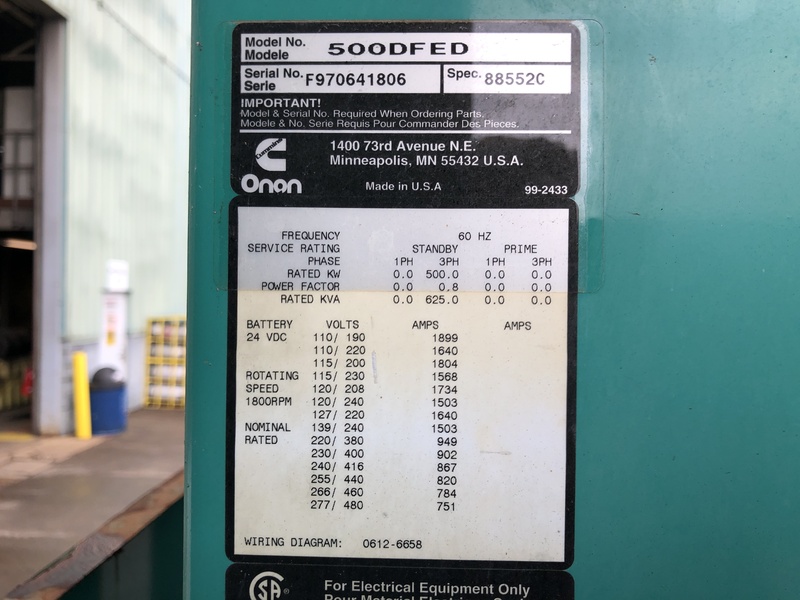 Model No. 500DFED
Modele
Serial No. F970641806 Spec. 88552C
Serie
IMPORTANT!
Model & Serial No. Required When Ordering Parts.
Modele & No. Serie Requis Pour Commander Des Pieces.
Cummins
1400 73rd Avenue N.E.
Minneapolis, MN 55432 U.S.A.
Onan
Made in U.S.A
99-2433
FREQUENCY 60 HZ
SERVICE RATING STANDBY PRIME
PHASE 1PH 3PH 1PH 3PH
RATED KW 0.0 500.0 0.0 0.0
POWER FACTOR 0.0 0.8 0.0 0.0
RATED KVA 0.0 625.0 0.0 0.0
BATTERY VOLTS AMPS AMPS
24 VDC 110/ 190 1899
110/ 220 1640
115/ 200 1804
ROTATING 115/ 230 1568
SPEED 120/ 208 1734
1800RPM 120/ 240 1503
127/ 220 1640
NOMINAL 139/ 240 1503
RATED 220/ 380 949
230/ 400 902
240/ 416 867
255/ 440 820
266/ 460 784
277/ 480 751
WIRING DIAGRAM: 0612-6658
SA ®
For Electrical Equipment Only